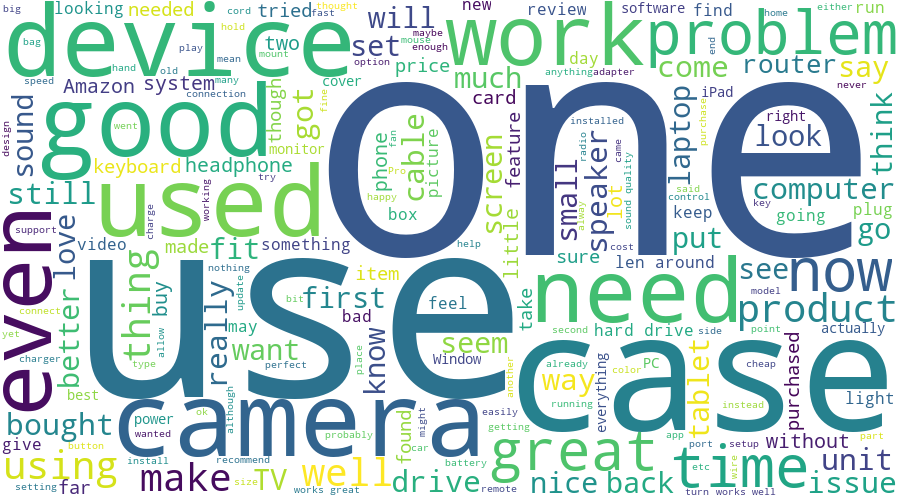 big
bag
cord fast thought
hold
new
review
software
find
home
either
run
looking
needed
tried
two
will
set
device
work
problem
play
maybe
enough
mouse
option
mean
mount
hand
old
speed
Amazon
system
many
cover
price
much
day
anything
adapter
end
come
router
say
connection
card
never
good
though
got
fine
monitor
sound
design
went
phone
fan
cable
Pro
happy
picture
box
screen
feature
one
radio
installed
came
small
alway
speaker
sound quality
lot
cost
laptop
iPad
purchase
right
look
think
keyboard
headphone
try
used
still
support
even
love
charge
working
said
control
keep
key
computer
going
plug
go
video
made
fit
something
help
little
sure
len around
put
see
now
model
connect
yet
thing
buy
nothing
really
update
item
first
bit
bad
feel
take
need
product
charger
better
type
allow
may
use
second
hard drive
side
point
actually
want
perfect
place
know
Window
seem
another
already
everything
PC
color
cheap
purchased
light
best
although
case
way
tablet
running
instead
bought
power
ok
camera
found
might
easily
getting
app
give
wanted
button
probably
car
great
port
setup
without
part
using
install
recommend
battery
wire
etc
time
unit
setting
far
make
size
TV
well
works great
drive
remote
nice
back
turn
works well
issue